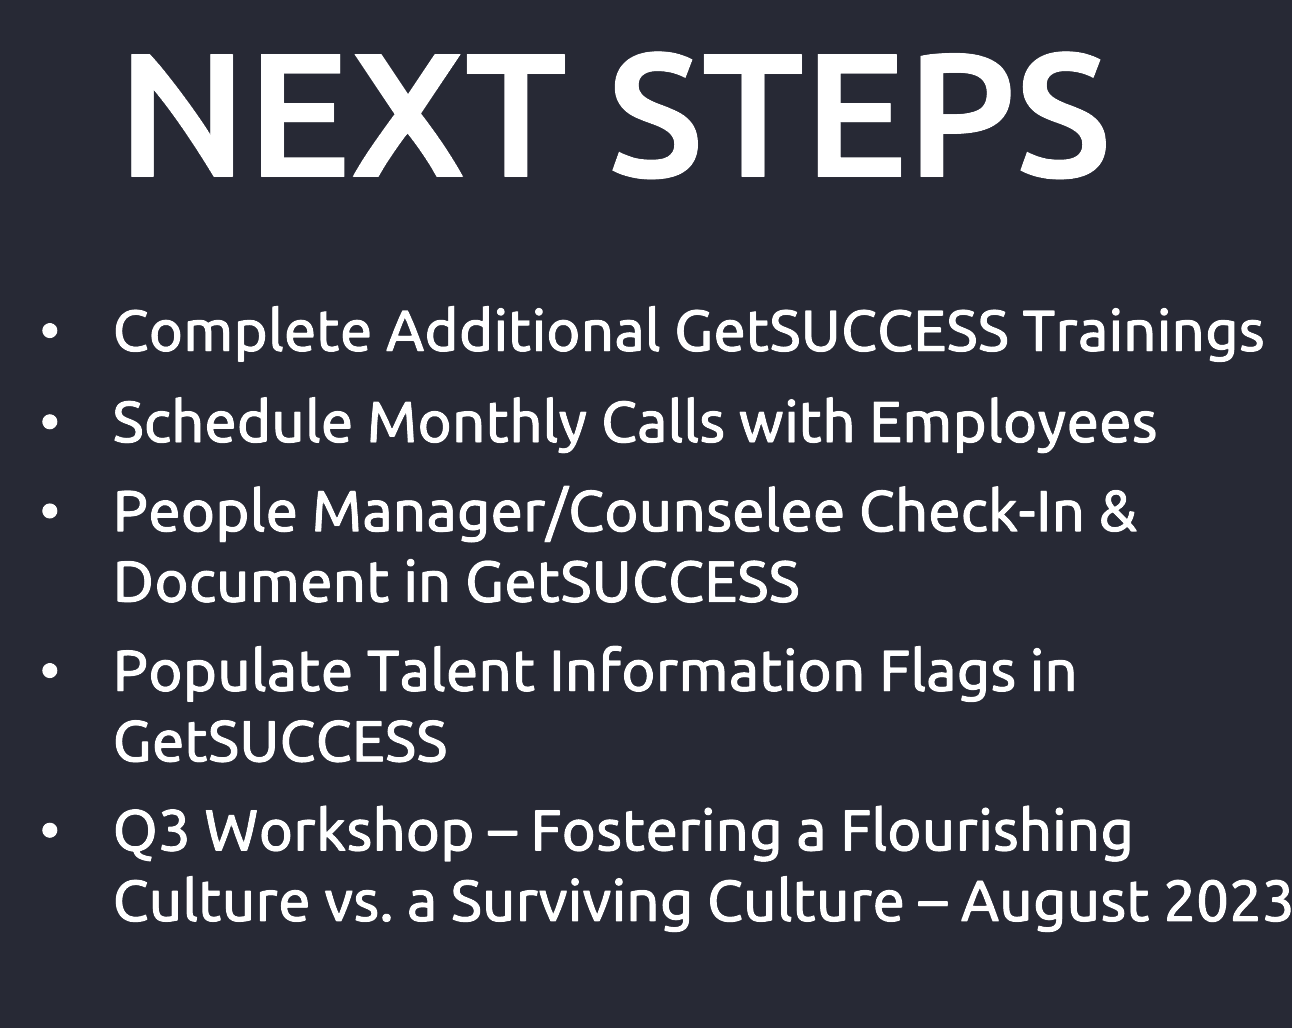 NEXT STEPS
• Complete Additional GetSUCCESS Trainings
• Schedule Monthly Calls with Employees
• People Manager/Counselee Check-In &
Document in GetSUCCESS
• Populate Talent Information Flags in
GetSUCCESS
• Q3 Workshop – Fostering a Flourishing
Culture vs. a Surviving Culture – August 2023